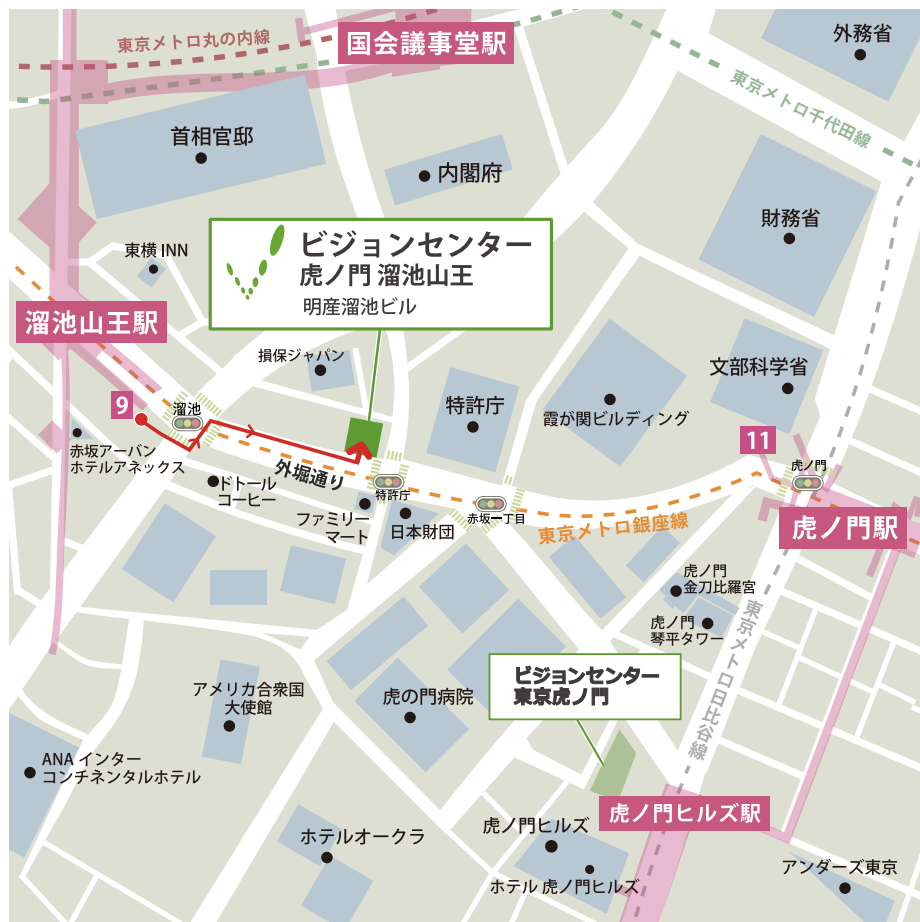 外務省
東京メトロ丸の内線
国会議事堂駅
東京メトロ千代田線
首相官邸
内閣府
財務省
ビジョンセンター
虎ノ門 溜池山王
明産溜池ビル
東横 INN
溜池山王駅
損保ジャパン
文部科学省
9
溜池
特許庁
霞が関ビルディング
11
赤坂アーバン
ホテルアネックス
虎ノ門
外堀通り
ドトール
コーヒー
特許庁
赤坂一丁目
ファミリー
マート
日本財団
東京メトロ銀座線
虎ノ門駅
虎ノ門
金刀比羅宮
虎ノ門
琴平タワー
東京メトロ日比谷線
ビジョンセンター
東京虎ノ門
アメリカ合衆国
大使館
虎の門病院
ANA インター
コンチネンタルホテル
虎ノ門ヒルズ駅
ホテルオークラ
虎ノ門ヒルズ
アンダーズ東京
ホテル 虎ノ門ヒルズ